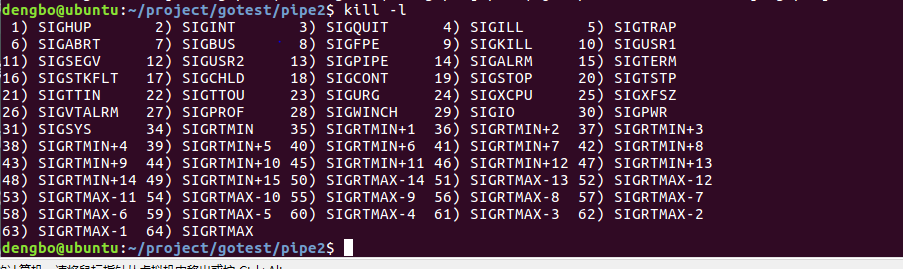 dengbo@ubuntu:~/project/gotest/pipe2$ kill -l
 1) SIGHUP       2) SIGINT       3) SIGQUIT      4) SIGILL       5) SIGTRAP
 6) SIGABRT      7) SIGBUS       8) SIGFPE       9) SIGKILL     10) SIGUSR1
11) SIGSEGV     12) SIGUSR2     13) SIGPIPE     14) SIGALRM     15) SIGTERM
16) SIGSTKFLT   17) SIGCHLD     18) SIGCONT     19) SIGSTOP     20) SIGTSTP
21) SIGTTIN     22) SIGTTOU     23) SIGURG      24) SIGXCPU     25) SIGXFSZ
26) SIGVTALRM   27) SIGPROF     28) SIGWINCH    29) SIGIO       30) SIGPWR
31) SIGSYS      34) SIGRTMIN    35) SIGRTMIN+1  36) SIGRTMIN+2  37) SIGRTMIN+3
38) SIGRTMIN+4  39) SIGRTMIN+5  40) SIGRTMIN+6  41) SIGRTMIN+7  42) SIGRTMIN+8
43) SIGRTMIN+9  44) SIGRTMIN+10 45) SIGRTMIN+11 46) SIGRTMIN+12 47) SIGRTMIN+13
48) SIGRTMIN+14 49) SIGRTMIN+15 50) SIGRTMAX-14 51) SIGRTMAX-13 52) SIGRTMAX-12
53) SIGRTMAX-11 54) SIGRTMAX-10 55) SIGRTMAX-9  56) SIGRTMAX-8  57) SIGRTMAX-7
58) SIGRTMAX-6  59) SIGRTMAX-5  60) SIGRTMAX-4  61) SIGRTMAX-3  62) SIGRTMAX-2
63) SIGRTMAX-1  64) SIGRTMAX
dengbo@ubuntu:~/project/gotest/pipe2$